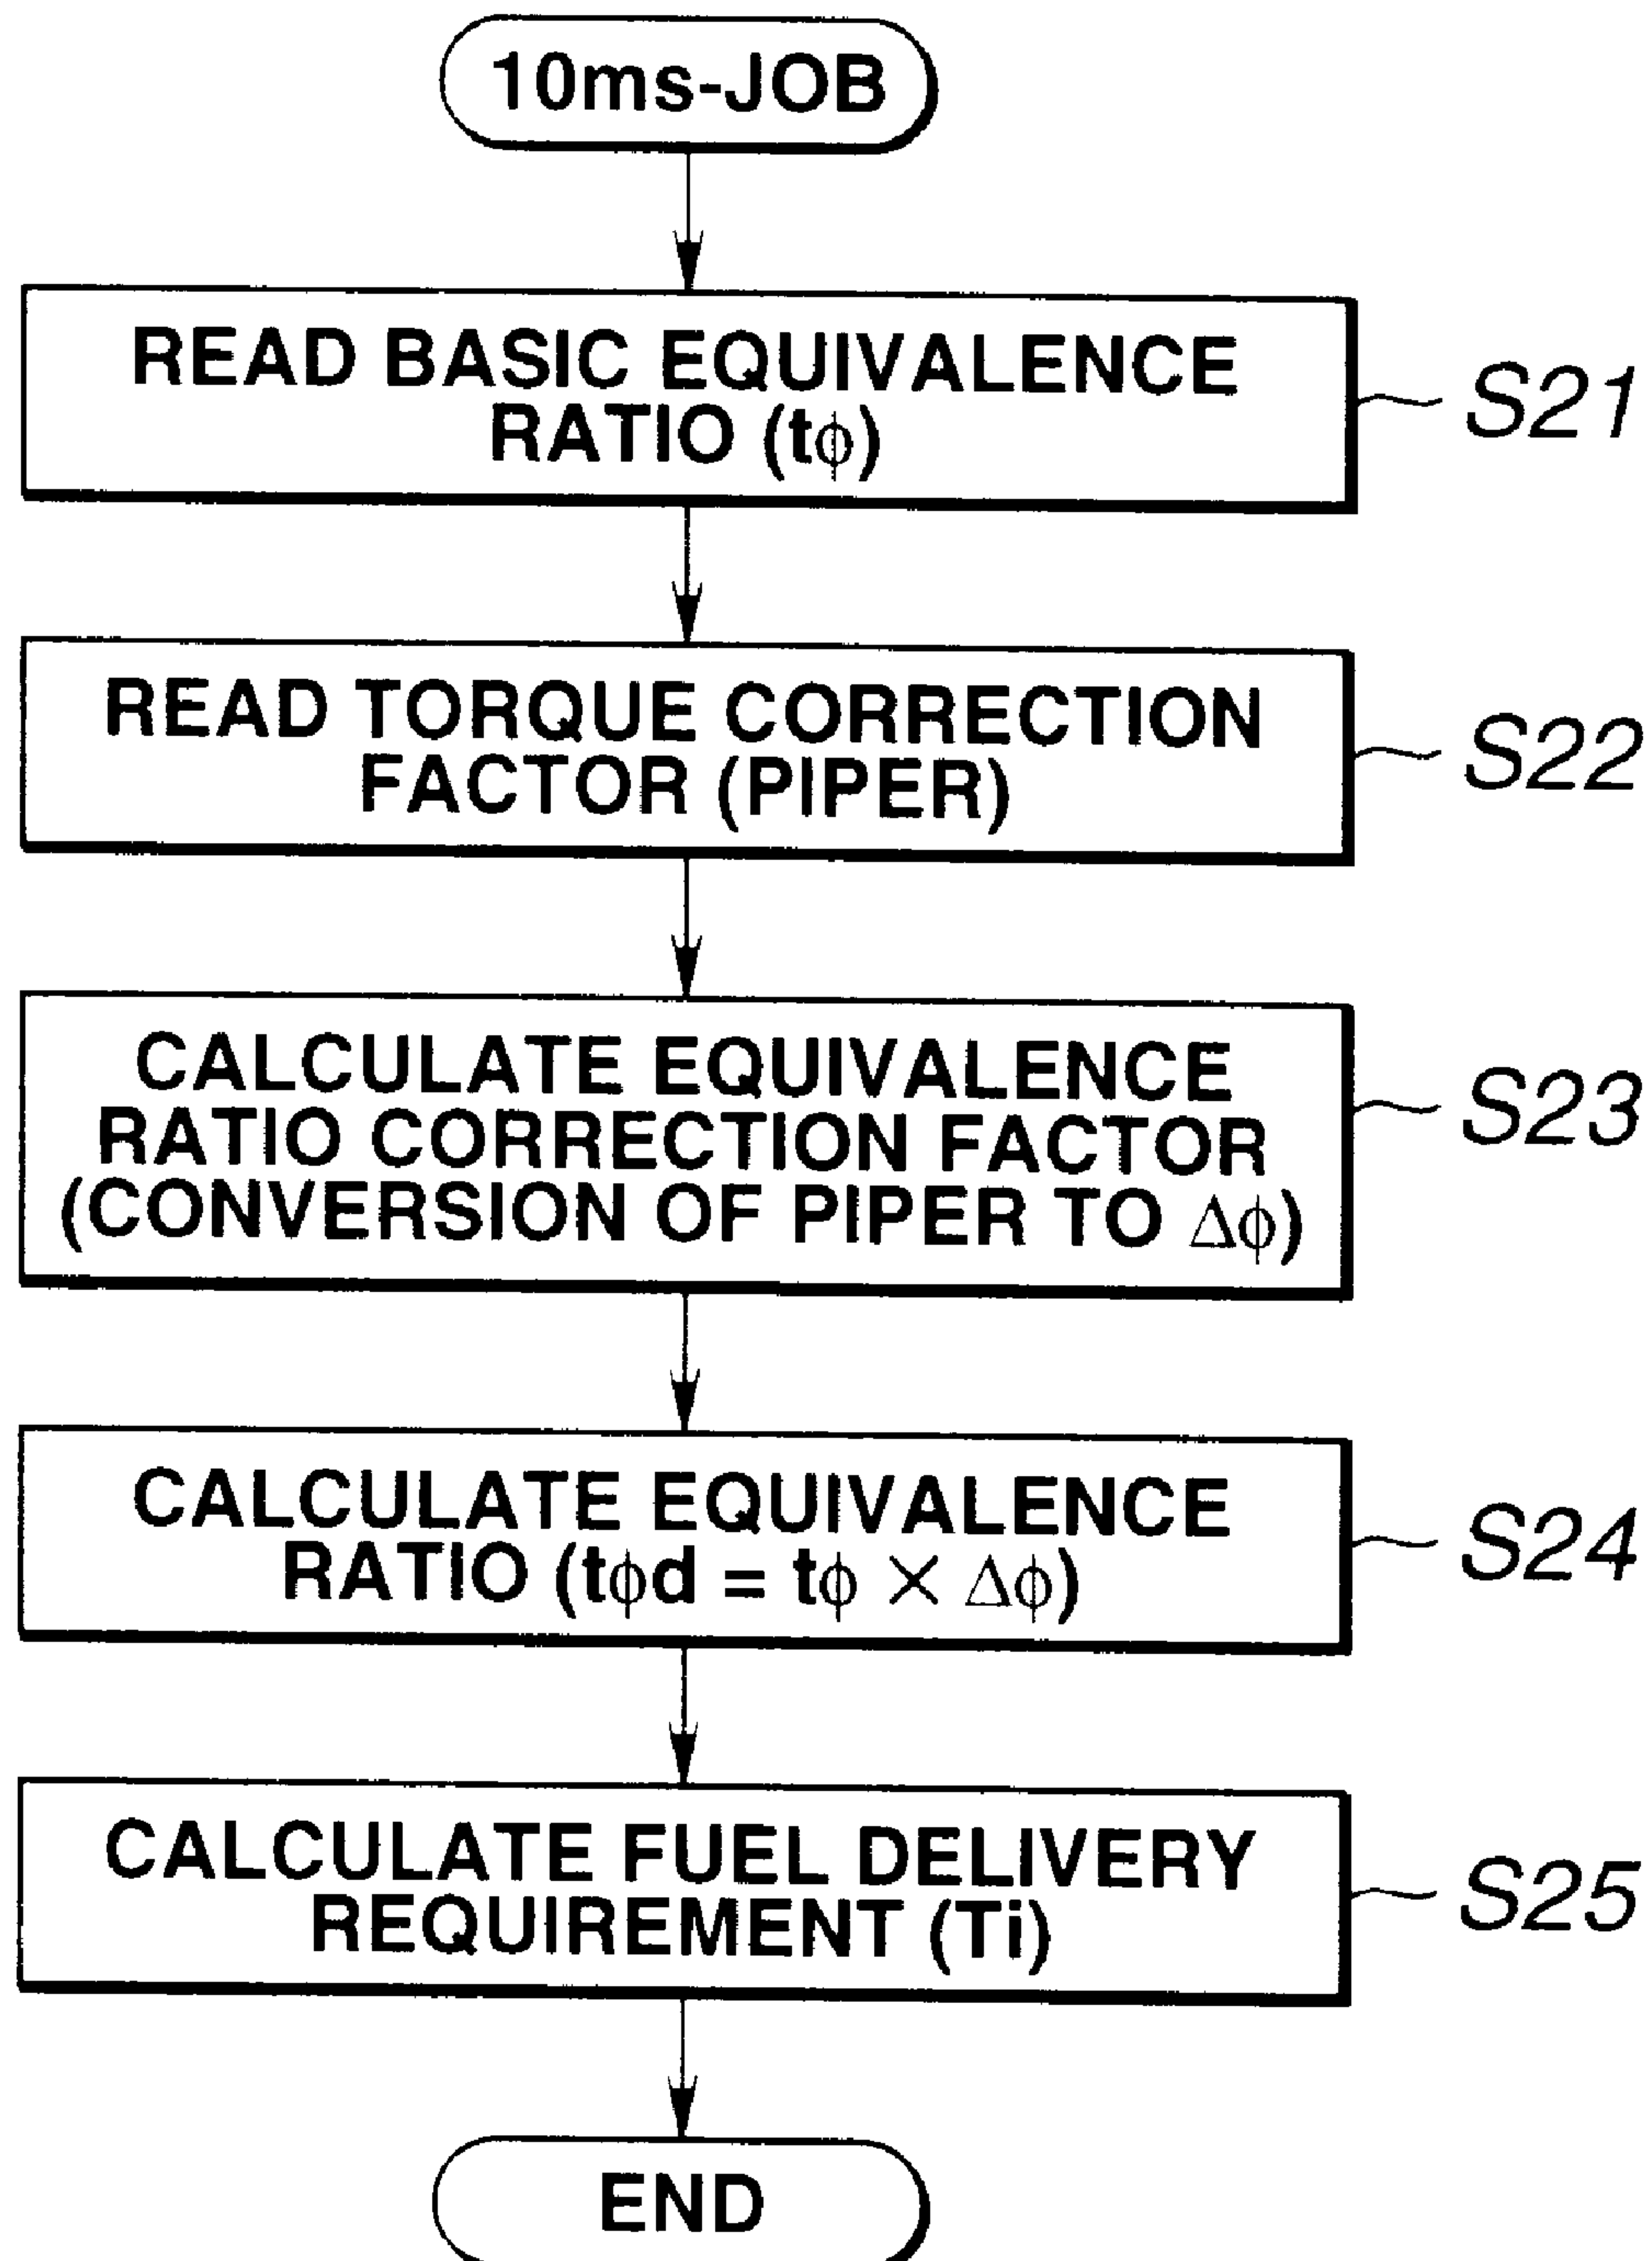 10ms-JOB
READ BASIC EQUIVALENCE
RATIO (tϕ)
S21
READ TORQUE CORRECTION
FACTOR (PIPER)
S22
CALCULATE EQUIVALENCE
RATIO CORRECTION FACTOR
(CONVERSION OF PIPER TO Δϕ)
S23
CALCULATE EQUIVALENCE
RATIO (tϕd = tϕ × Δϕ)
S24
CALCULATE FUEL DELIVERY
REQUIREMENT (Ti)
S25
END